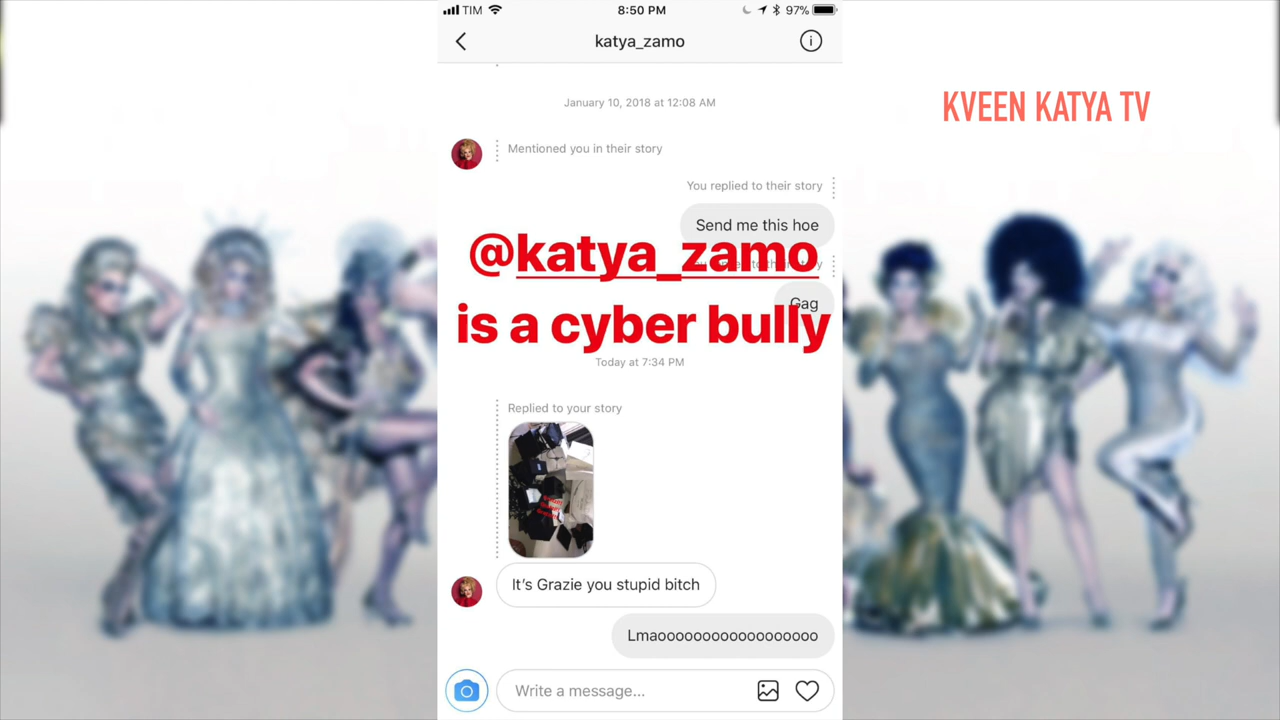 TIM 8:50 PM 97%
katya_zamo
KVEEN KATYA TV
January 10, 2018 at 12:08 AM
Mentioned you in their story
You replied to their story
Send me this hoe
@katya_zamo
Gag
is a cyber bully
Today at 7:34 PM
Replied to your story
It's Grazie you stupid bitch
Lmaoooooooooooooooooo
Write a message...